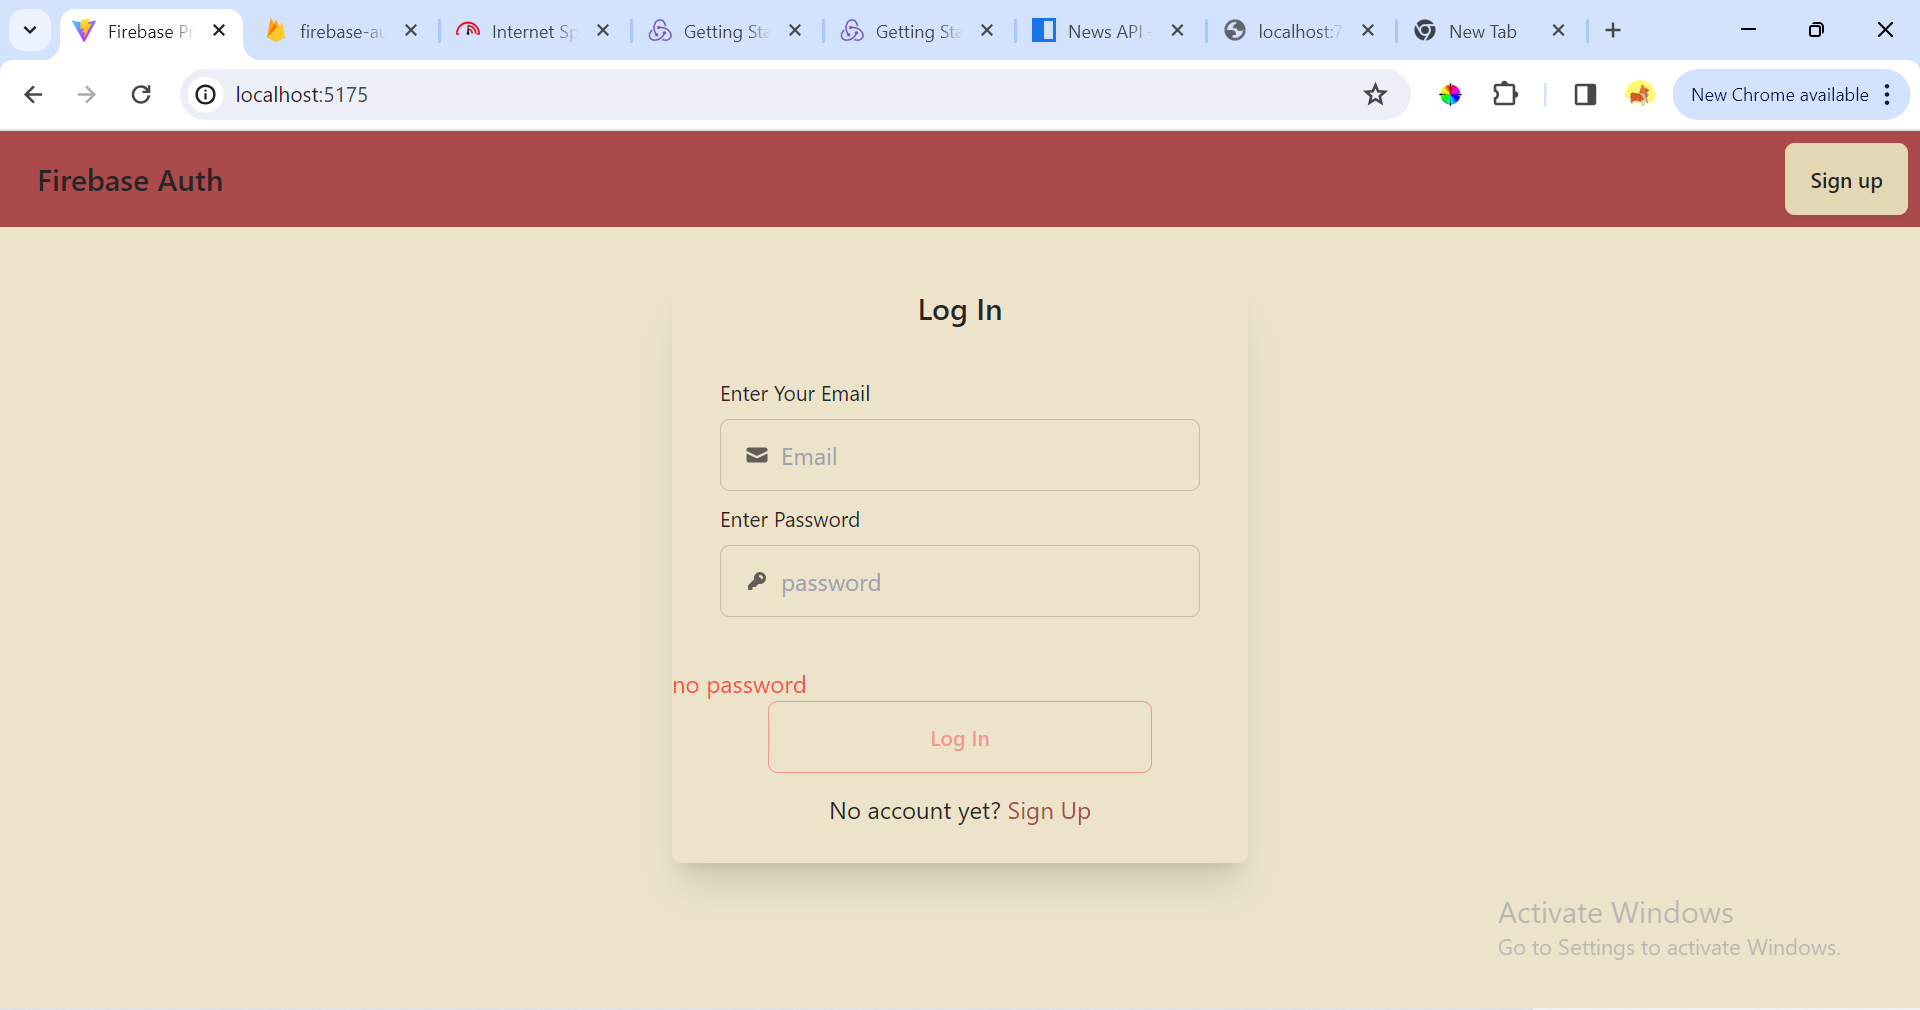 Firebase Pr
firebase-au
Internet Sp
Getting Sta
Getting Sta
News API -
localhost:7
New Tab
localhost:5175
New Chrome available
Firebase Auth
Sign up
Log In
Enter Your Email
Email
Enter Password
password
no password
Log In
No account yet? Sign Up
Activate Windows
Go to Settings to activate Windows.